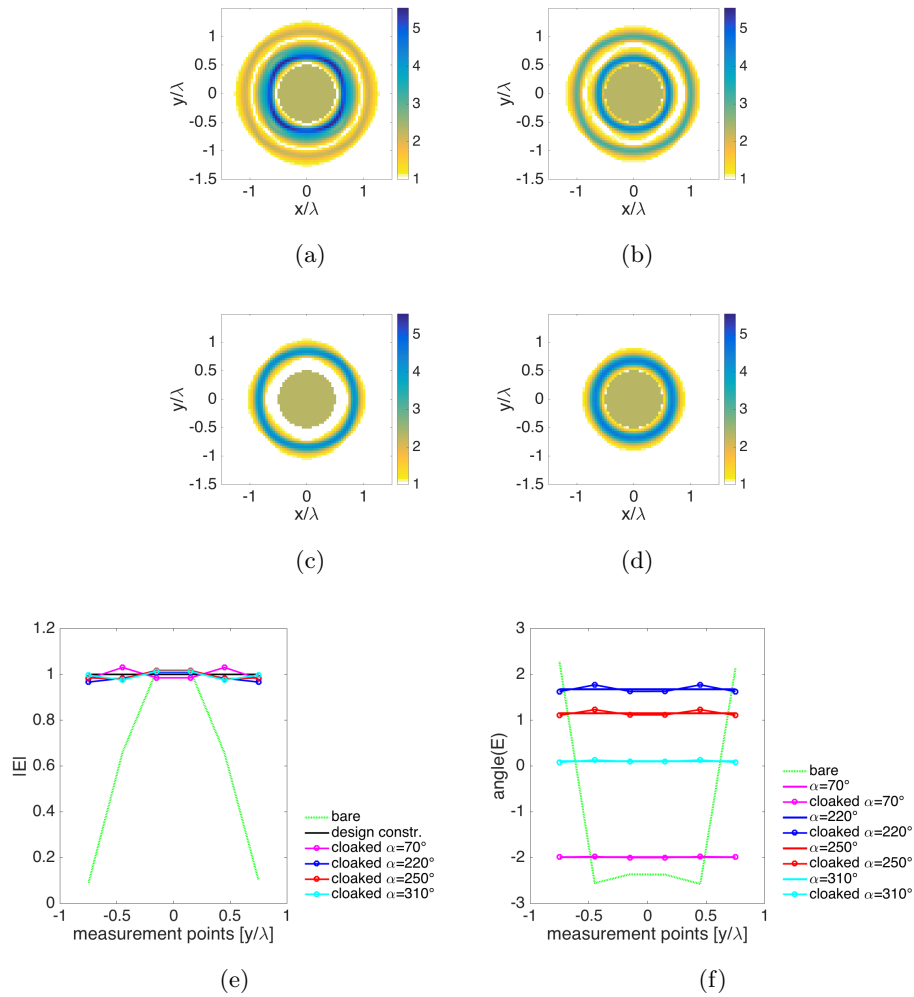 y/λ
1
0.5
0
-0.5
-1
-1.5
-1 0 1
x/λ
5
4
3
2
1
(a)
y/λ
1
0.5
0
-0.5
-1
-1.5
-1 0 1
x/λ
5
4
3
2
1
(b)
y/λ
1
0.5
0
-0.5
-1
-1.5
-1 0 1
x/λ
5
4
3
2
1
(c)
y/λ
1
0.5
0
-0.5
-1
-1.5
-1 0 1
x/λ
5
4
3
2
1
(d)
|E|
1.2
1
0.8
0.6
0.4
0.2
0
-1 -0.5 0 0.5 1
measurement points [y/λ]
bare
design constr.
cloaked α=70°
cloaked α=220°
cloaked α=250°
cloaked α=310°
(e)
angle(E)
3
2
1
0
-1
-2
-3
-1 -0.5 0 0.5 1
measurement points [y/λ]
bare
α=70°
cloaked α=70°
α=220°
cloaked α=220°
α=250°
cloaked α=250°
α=310°
cloaked α=310°
(f)